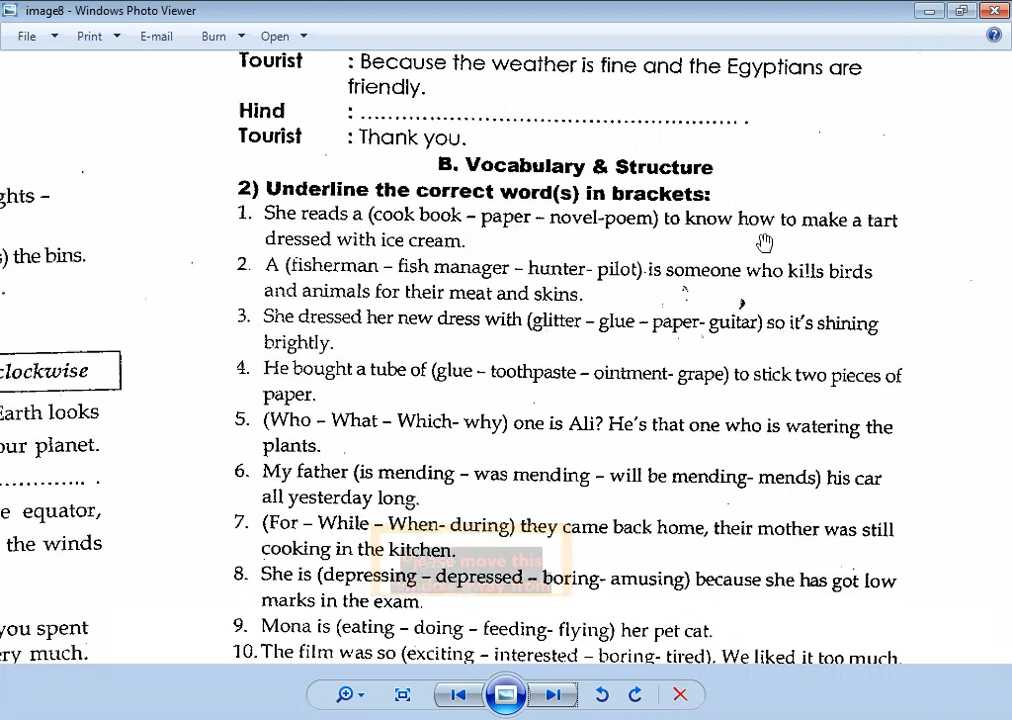 image8 - Windows Photo Viewer
File Print E-mail Burn Open
Tourist : Because the weather is fine and the Egyptians are
friendly.
Hind : ........................................................... .
Tourist : Thank you.
B. Vocabulary & Structure
ghts –
2) Underline the correct word(s) in brackets:
1. She reads a (cook book – paper – novel-poem) to know how to make a tart
dressed with ice cream.
s) the bins.
2. A (fisherman – fish manager – hunter- pilot) is someone who kills birds
and animals for their meat and skins.
3. She dressed her new dress with (glitter – glue – paper- guitar) so it's shining
brightly.
clockwise
4. He bought a tube of (glue – toothpaste – ointment- grape) to stick two pieces of
paper.
Earth looks
5. (Who – What – Which- why) one is Ali? He's that one who is watering the
plants.
our planet.
6. My father (is mending – was mending – will be mending- mends) his car
all yesterday long.
.............. .
e equator,
7. (For – While – When- during) they came back home, their mother was still
cooking in the kitchen.
the winds
Please move this
8. She is (depressing – depressed – boring- amusing) because she has got low
marks in the exam.
you spent
9. Mona is (eating – doing – feeding- flying) her pet cat.
ery much.
10. The film was so (exciting – interested – boring- tired). We liked it too much.